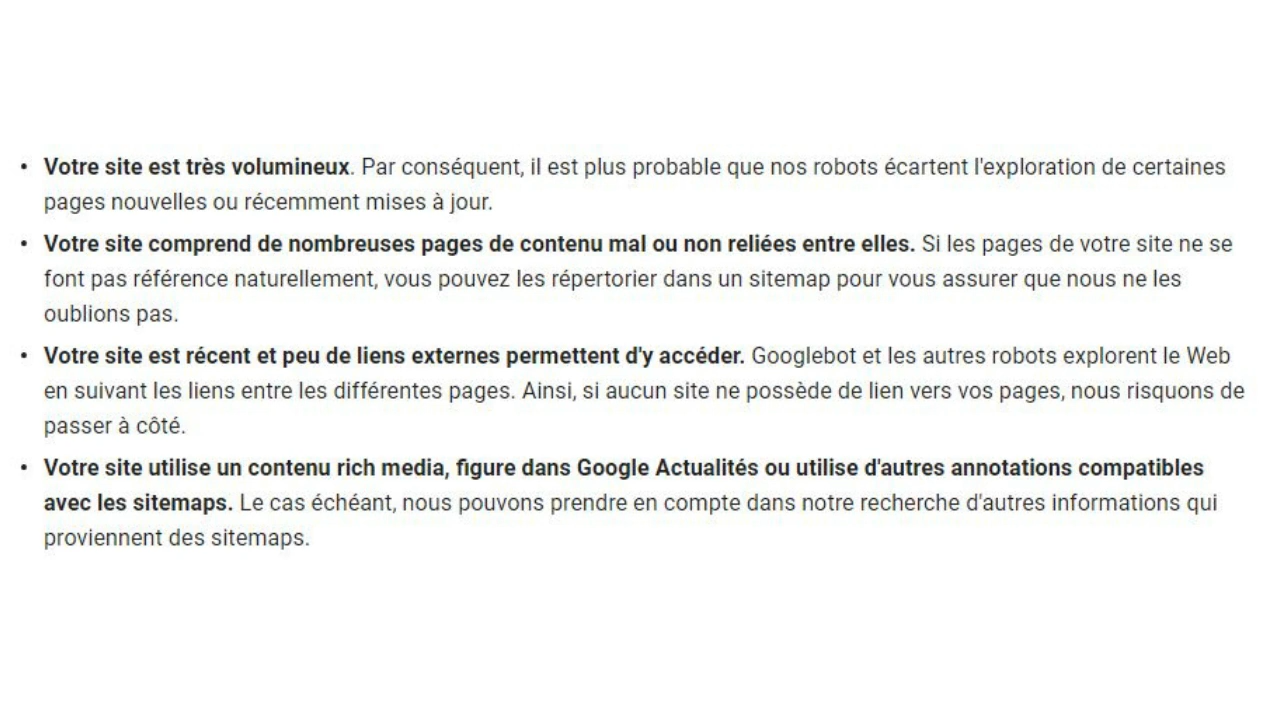 • Votre site est très volumineux. Par conséquent, il est plus probable que nos robots écartent l'exploration de certaines
pages nouvelles ou récemment mises à jour.
• Votre site comprend de nombreuses pages de contenu mal ou non reliées entre elles. Si les pages de votre site ne se
font pas référence naturellement, vous pouvez les répertorier dans un sitemap pour vous assurer que nous ne les
oublions pas.
• Votre site est récent et peu de liens externes permettent d'y accéder. Googlebot et les autres robots explorent le Web
en suivant les liens entre les différentes pages. Ainsi, si aucun site ne possède de lien vers vos pages, nous risquons de
passer à côté.
• Votre site utilise un contenu rich media, figure dans Google Actualités ou utilise d'autres annotations compatibles
avec les sitemaps. Le cas échéant, nous pouvons prendre en compte dans notre recherche d'autres informations qui
proviennent des sitemaps.